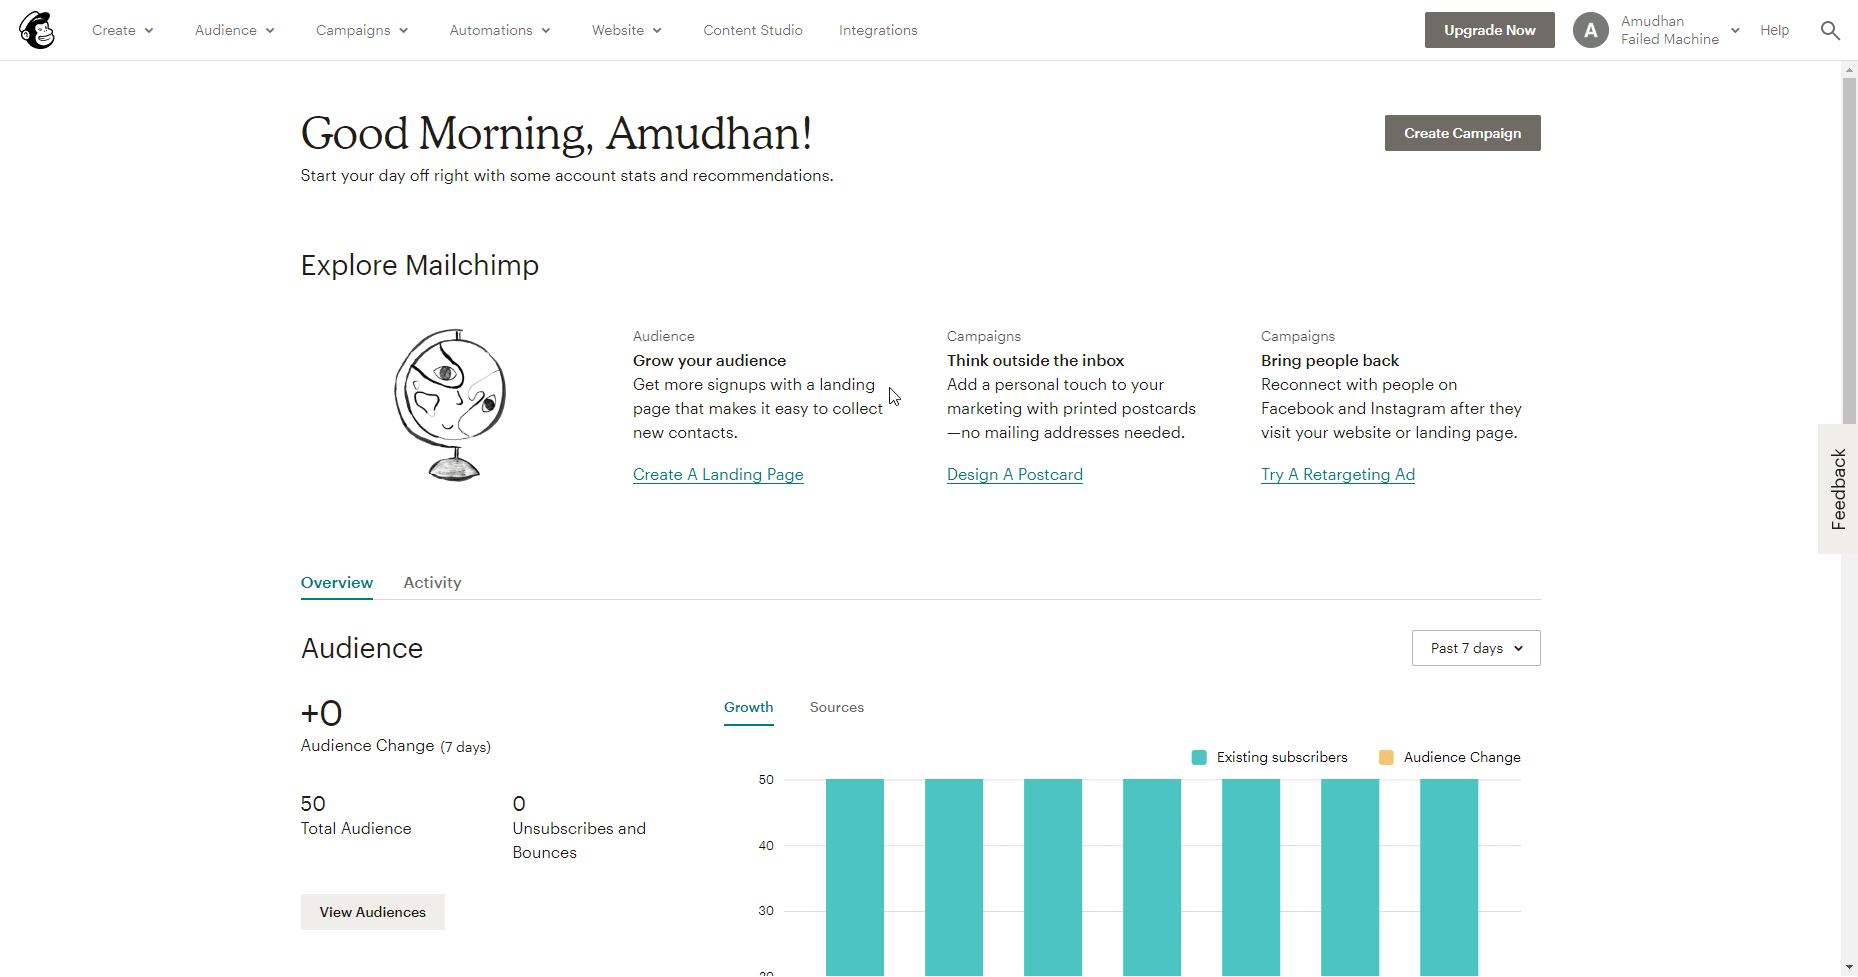 Create
Audience
Campaigns
Automations
Website
Content Studio
Integrations
Upgrade Now
A
Amudhan
Failed Machine
Help
Good Morning, Amudhan!
Start your day off right with some account stats and recommendations.
Create Campaign
Explore Mailchimp
Audience
Grow your audience
Get more signups with a landing
page that makes it easy to collect
new contacts.
Create A Landing Page
Campaigns
Think outside the inbox
Add a personal touch to your
marketing with printed postcards
—no mailing addresses needed.
Design A Postcard
Campaigns
Bring people back
Reconnect with people on
Facebook and Instagram after they
visit your website or landing page.
Try A Retargeting Ad
Feedback
Overview
Activity
Audience
Past 7 days
+0
Audience Change (7 days)
50
Total Audience
0
Unsubscribes and
Bounces
View Audiences
Growth
Sources
Existing subscribers
Audience Change
50
40
30
20